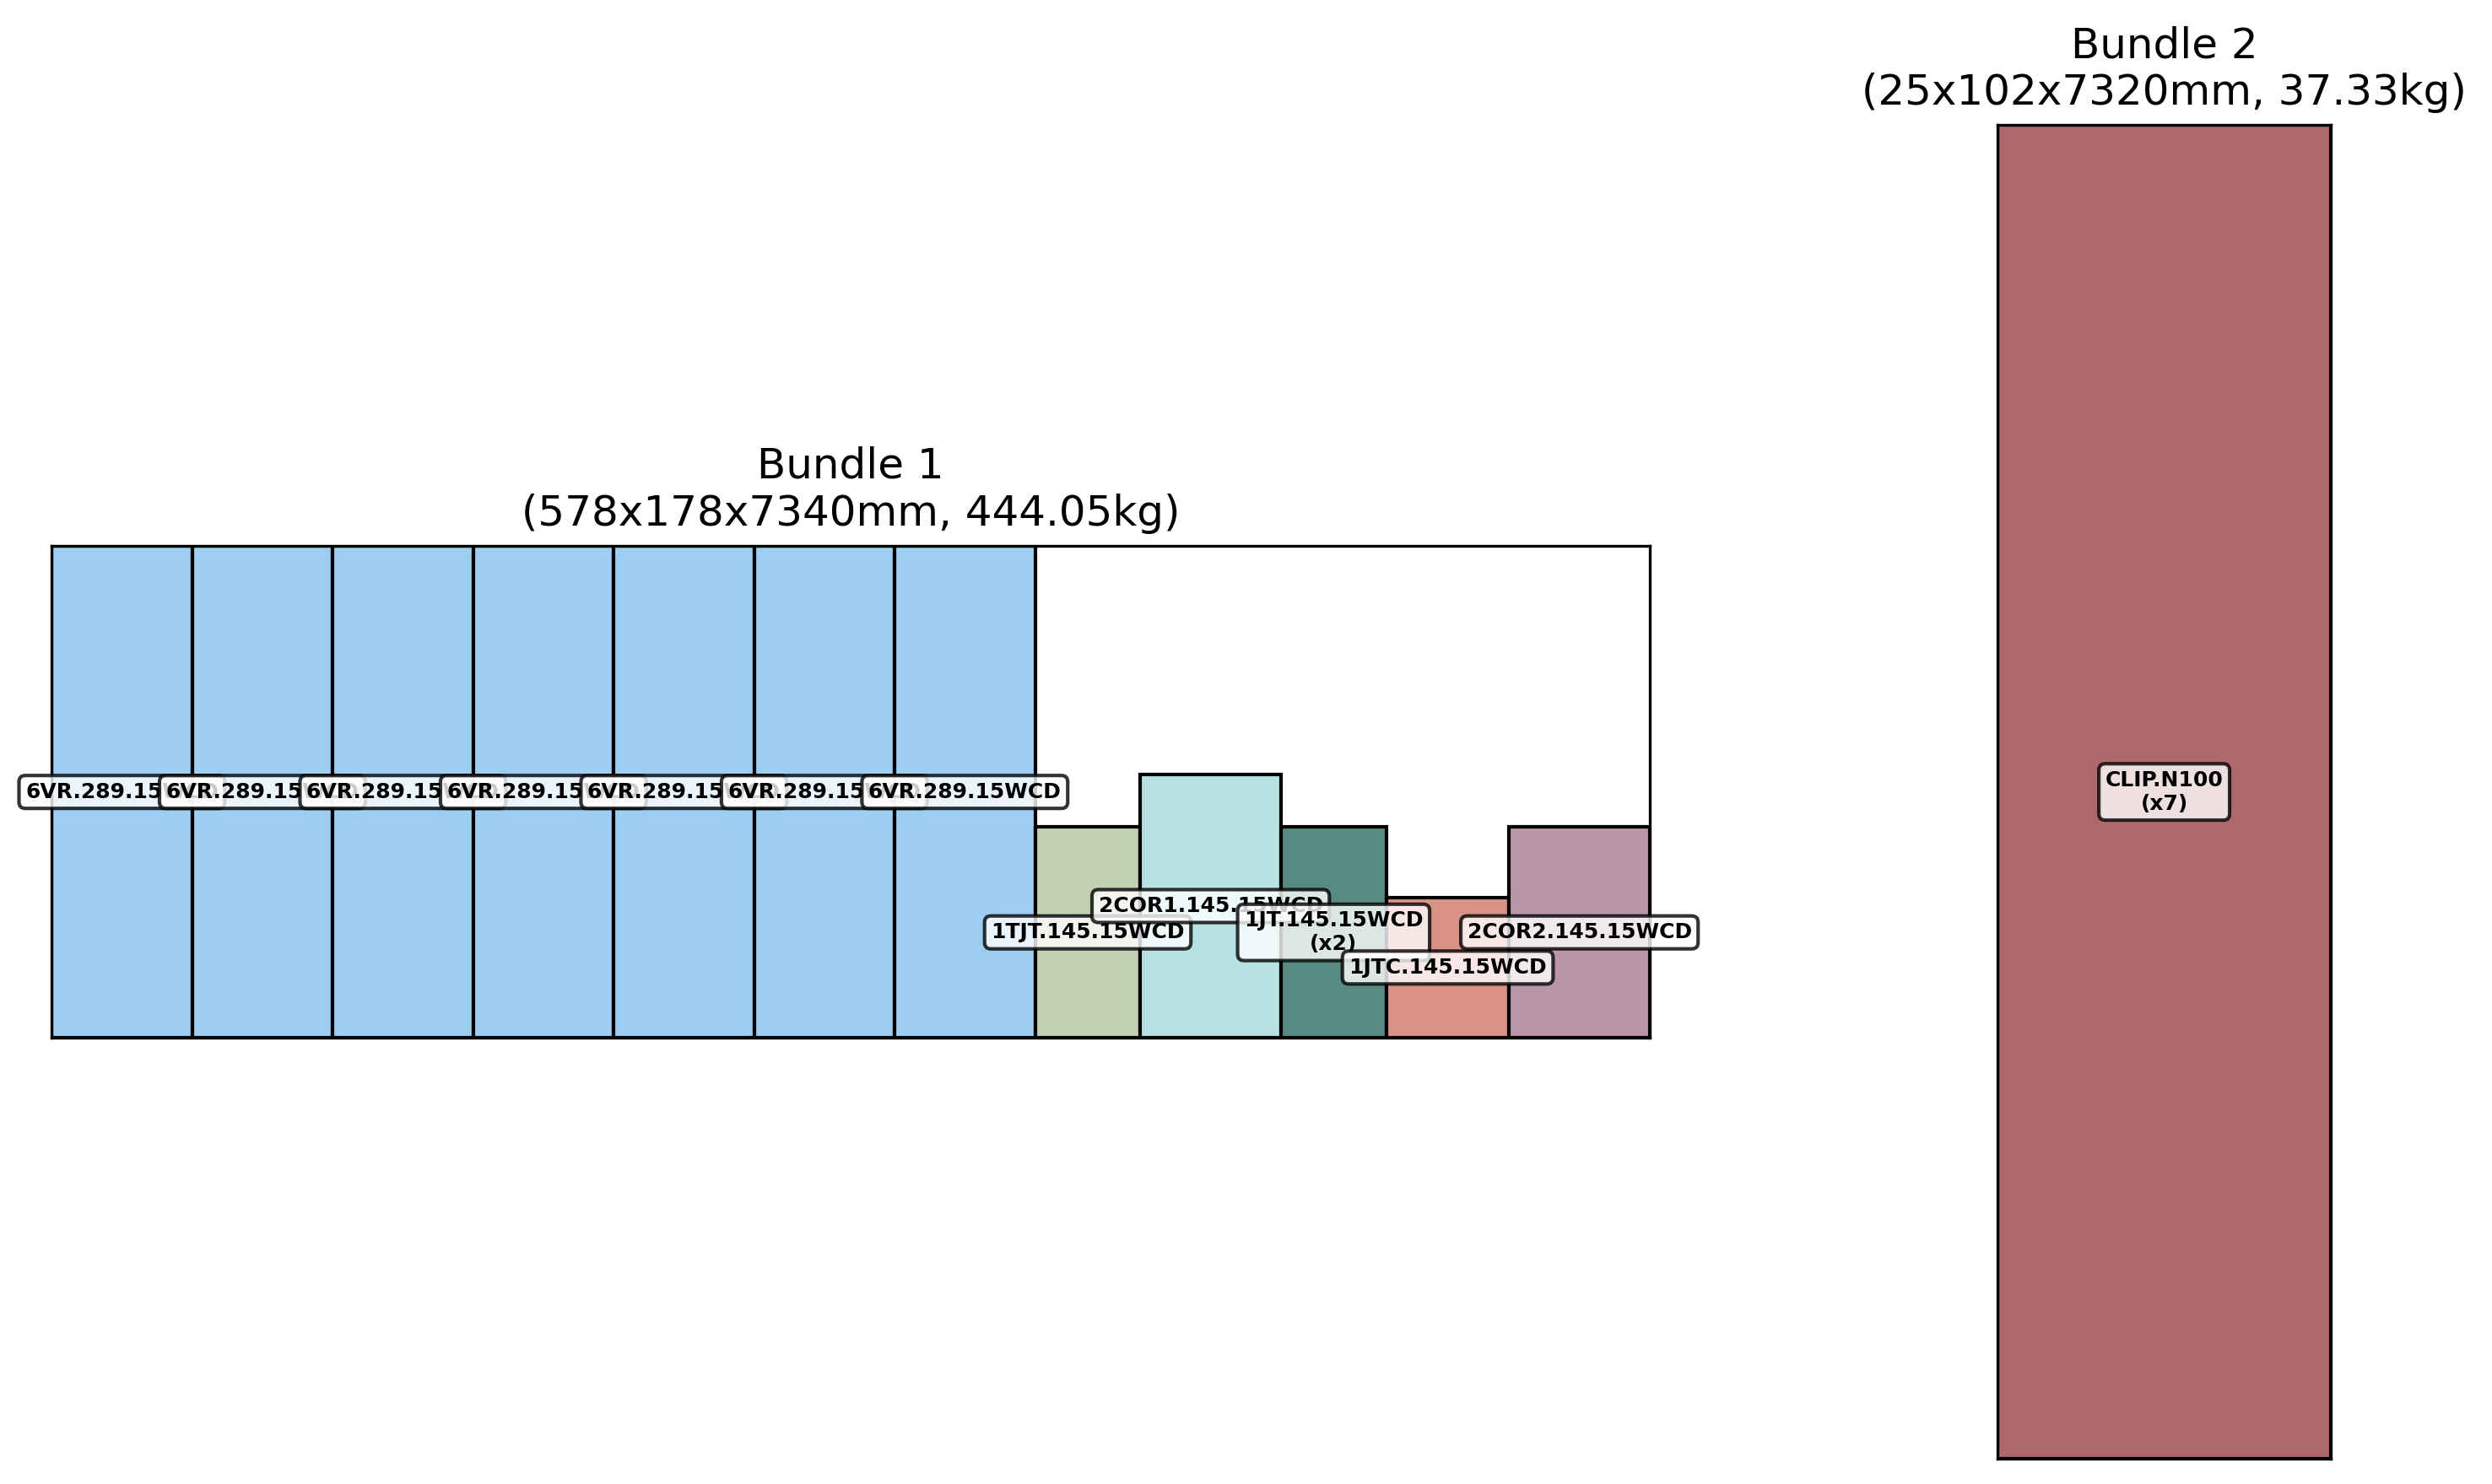 Bundle 2
(25x102x7320mm, 37.33kg)
Bundle 1
(578x178x7340mm, 444.05kg)
6VR.289.15
6VR.289.15
6VR.289.15
6VR.289.15
6VR.289.15
6VR.289.15
6VR.289.15WCD
CLIP.N100
(x7)
2COR1.145.15WCD
1TJT.145.15WCD
1JT.145.15WCD
(x2)
2COR2.145.15WCD
1JTC.145.15WCD